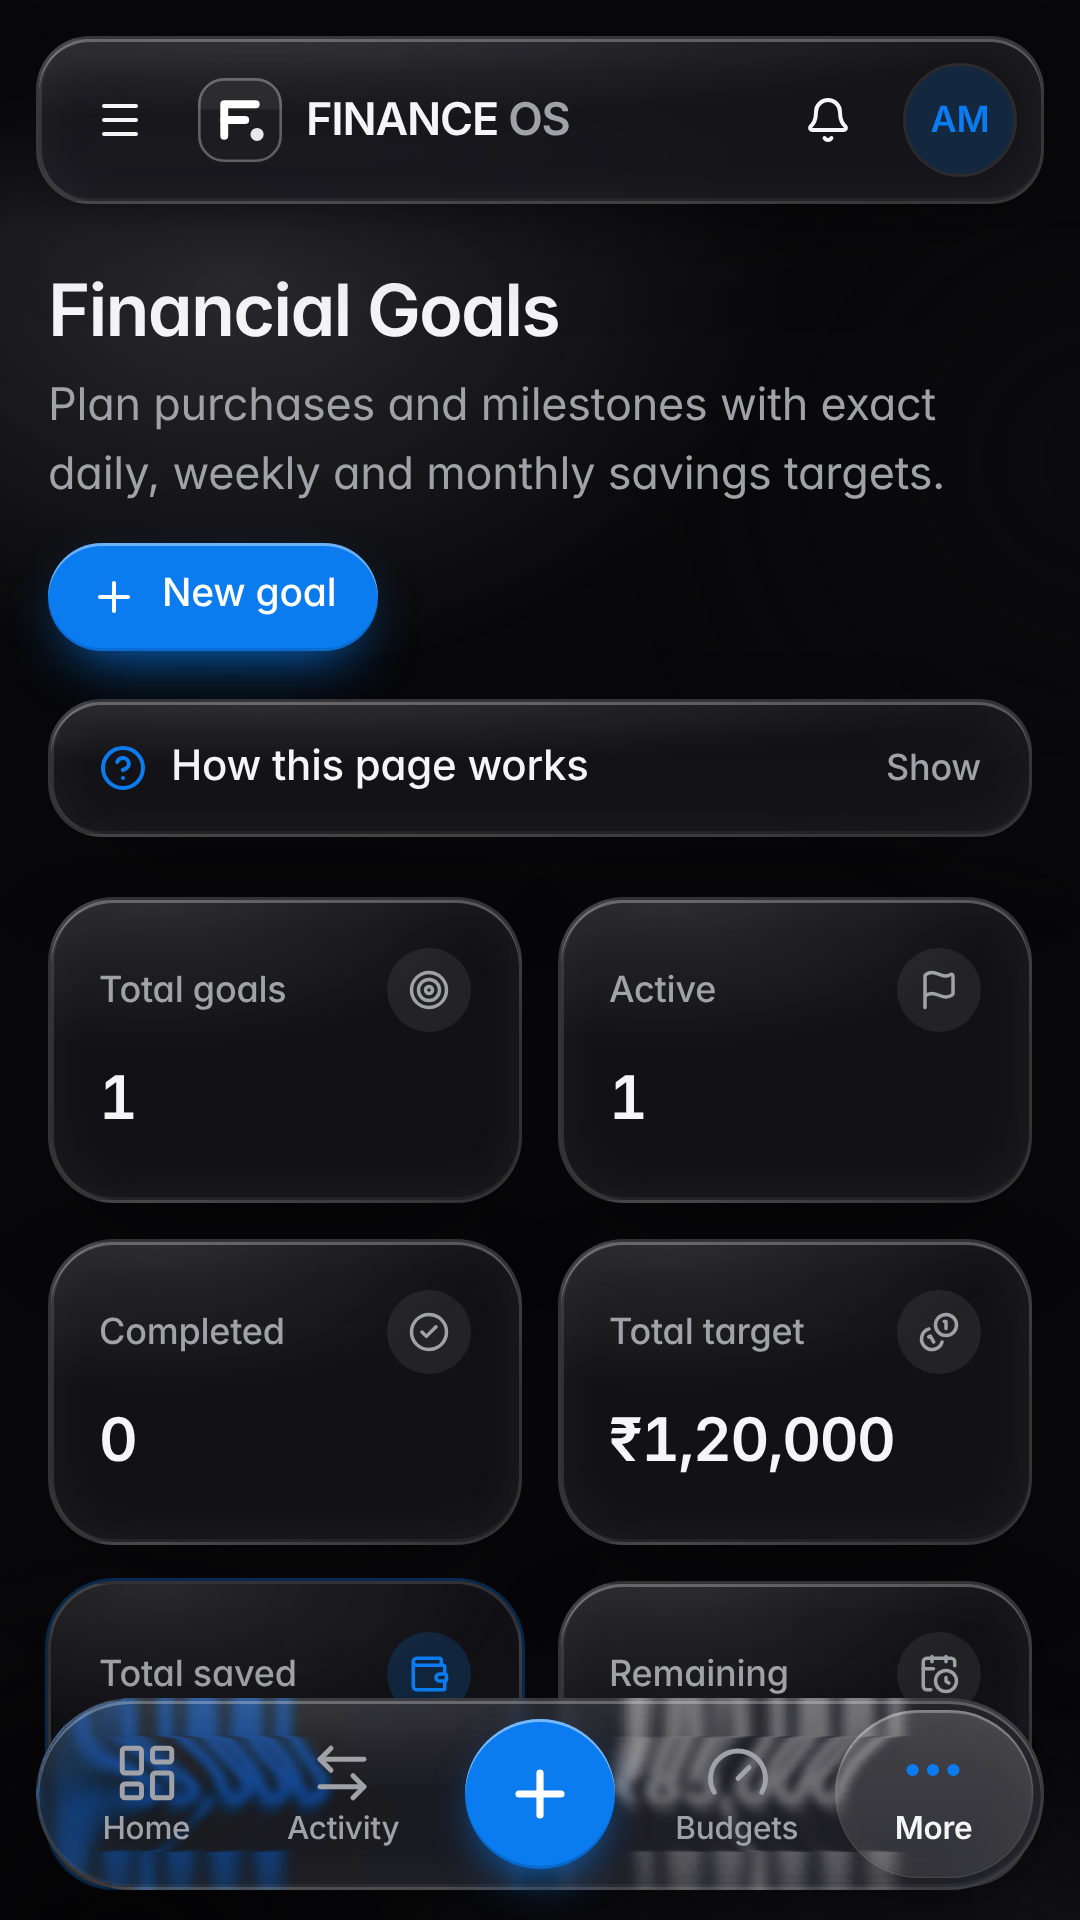 FINANCE OS
AM
Financial Goals
Plan purchases and milestones with exact
daily, weekly and monthly savings targets.
New goal
How this page works
Show
Total goals
Active
1
1
Completed
Total target
0
₹1,20,000
Total saved
Remaining
Home
Activity
Budgets
More